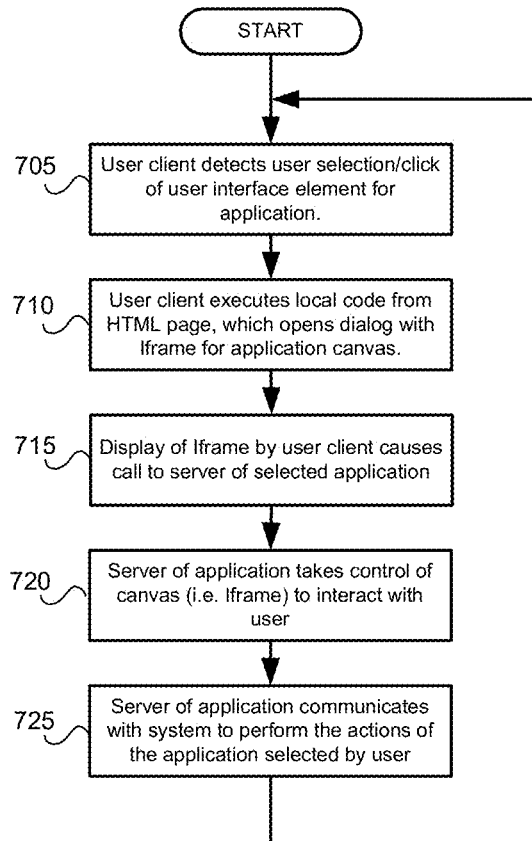 START
705
User client detects user selection/click
of user interface element for
application.
710
User client executes local code from
HTML page, which opens dialog with
Iframe for application canvas.
715
Display of Iframe by user client causes
call to server of selected application
720
Server of application takes control of
canvas (i.e. Iframe) to interact with
user
725
Server of application communicates
with system to perform the actions of
the application selected by user